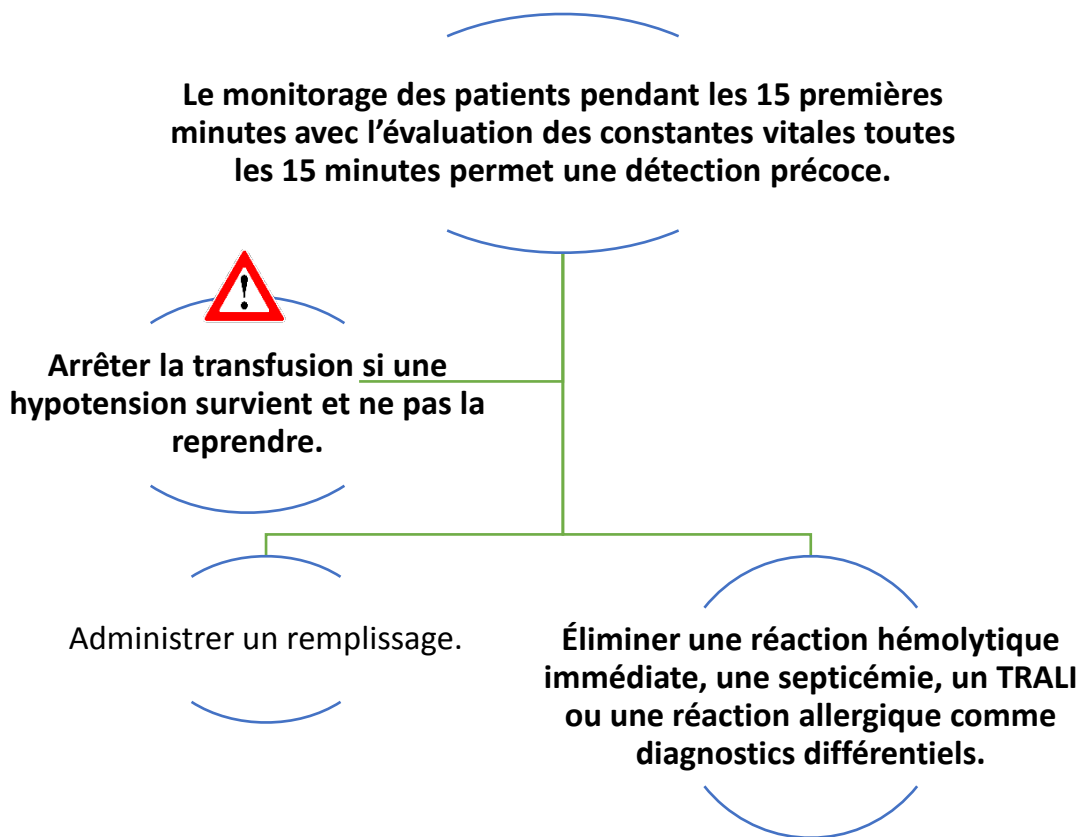 Le monitorage des patients pendant les 15 premières
minutes avec l’évaluation des constantes vitales toutes
les 15 minutes permet une détection précoce.
!
Arrêter la transfusion si une
hypotension survient et ne pas la
reprendre.
Administrer un remplissage.
Éliminer une réaction hémolytique
immédiate, une septicémie, un TRALI
ou une réaction allergique comme
diagnostics différentiels.